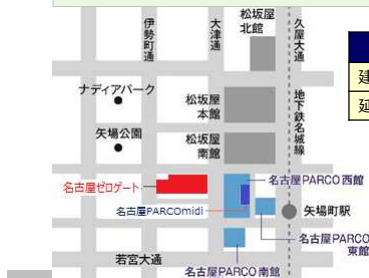 松坂屋
北館
伊勢町通
大津通
久屋大通
ナディアパーク
松坂屋
本館
地下鉄名城線
矢場公園
松坂屋
南館
名古屋ゼロゲート
名古屋PARCO西館
名古屋PARCOmidi
矢場町駅
名古屋PARCO
東館
若宮大通
名古屋PARCO南館
建
延